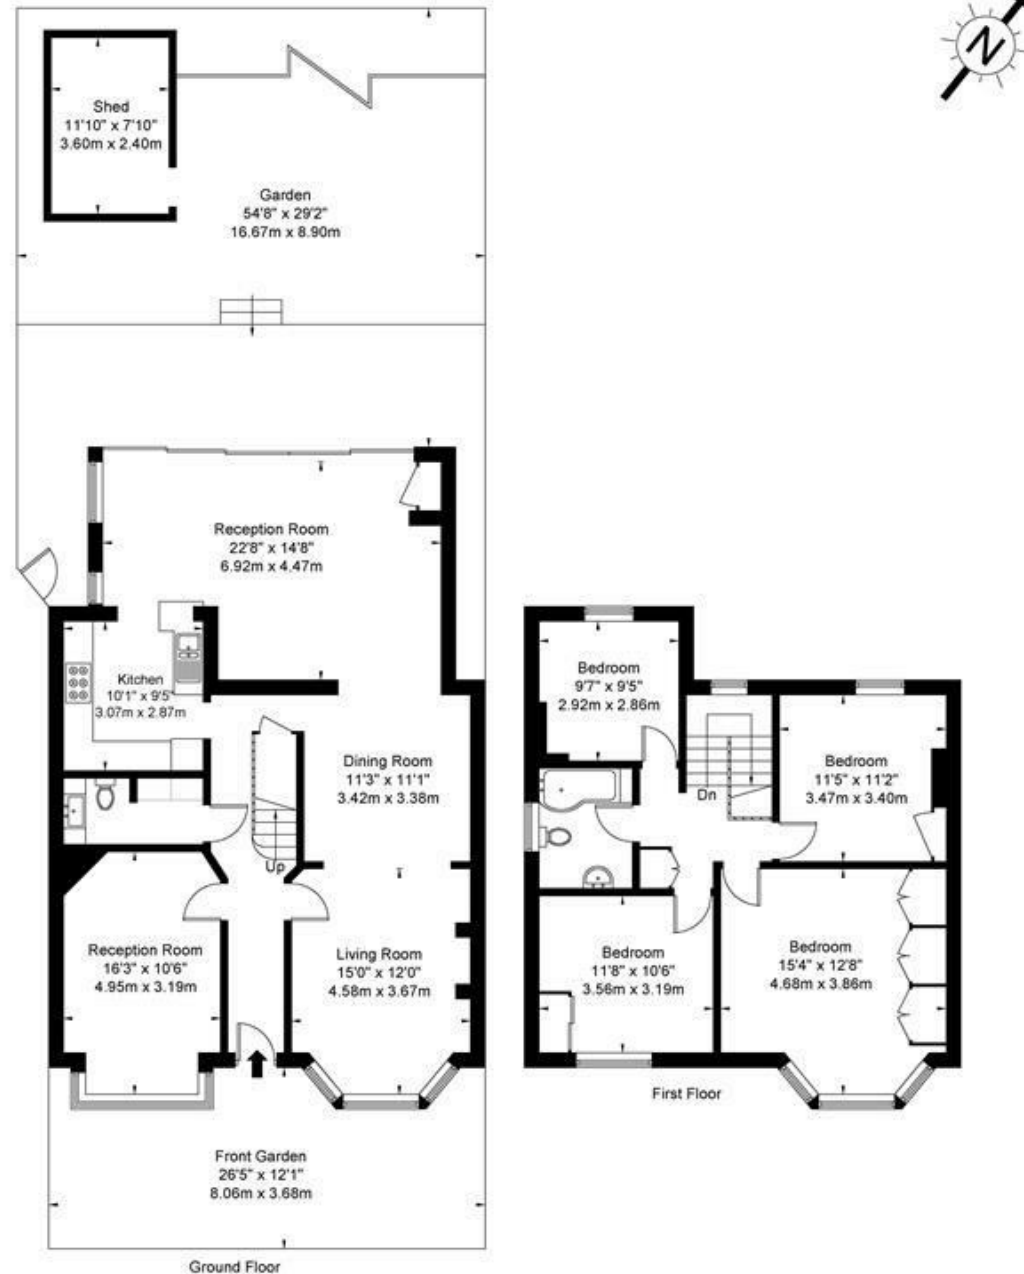 N
Shed
11'10" x 7'10"
3.60m x 2.40m
Garden
54'8" x 29'2"
16.67m x 8.90m
Reception Room
22'8" x 14'8"
6.92m x 4.47m
Kitchen
10'1" x 9'5"
3.07m x 2.87m
Dining Room
11'3" x 11'1"
3.42m x 3.38m
Up
Reception Room
16'3" x 10'6"
4.95m x 3.19m
Living Room
15'0" x 12'0"
4.58m x 3.67m
Front Garden
26'5" x 12'1"
8.06m x 3.68m
Ground Floor
Bedroom
9'7" x 9'5"
2.92m x 2.86m
Dn
Bedroom
11'5" x 11'2"
3.47m x 3.40m
Bedroom
11'8" x 10'6"
3.56m x 3.19m
Bedroom
15'4" x 12'8"
4.68m x 3.86m
First Floor